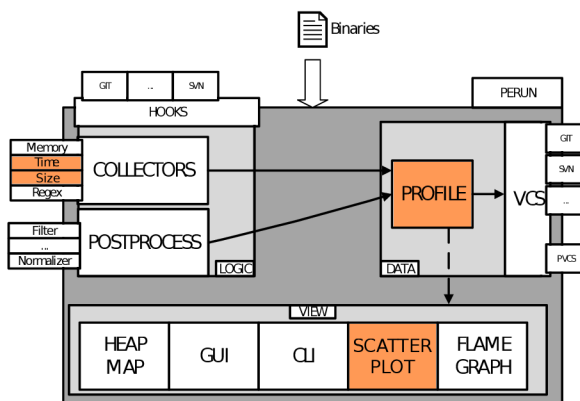 Binaries
GIT
...
SVN
PERUN
HOOKS
Memory
Time
Size
Regex
COLLECTORS
PROFILE
VCS
GIT
SVN
...
PVCS
Filter
...
Normalizer
POSTPROCESS
LOGIC
DATA
VIEW
HEAP
MAP
GUI
CLI
SCATTER
PLOT
FLAME
GRAPH